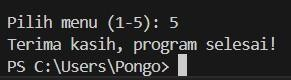 Pilih menu (1-5): 5
Terima kasih, program selesai!
PS C:\Users\Pongo>